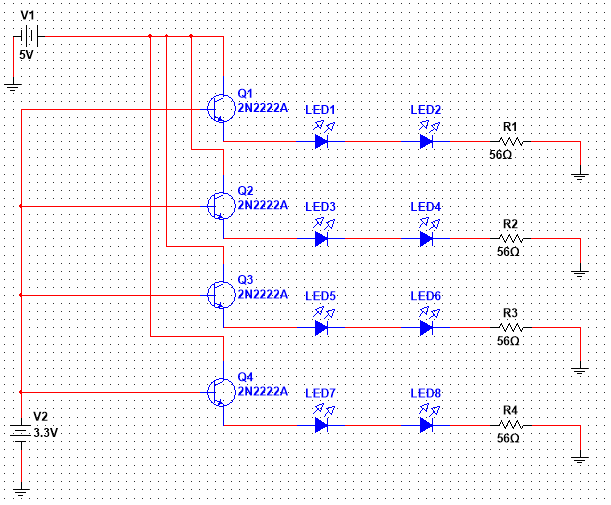 V1
5V
Q1
2N2222A
LED1
LED2
R1
56Ω
Q2
2N2222A
LED3
LED4
R2
56Ω
Q3
2N2222A
LED5
LED6
R3
56Ω
Q4
2N2222A
LED7
LED8
R4
56Ω
V2
3.3V